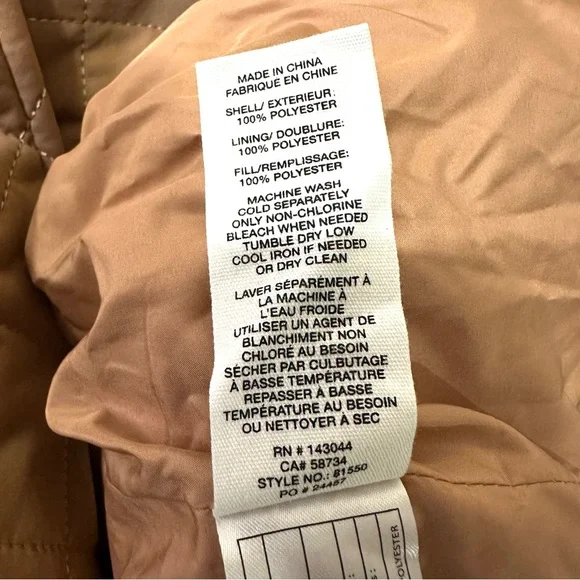 MADE IN CHINA
FABRIQUE EN CHINE
SHELL/ EXTERIEUR:
100% POLYESTER
LINING/ DOUBLURE:
100% POLYESTER
FILL/REMPLISSAGE:
100% POLYESTER
MACHINE WASH
COLD SEPARATELY
ONLY NON-CHLORINE
BLEACH WHEN NEEDED
TUMBLE DRY LOW
COOL IRON IF NEEDED
OR DRY CLEAN
LAVER SÉPARÉMENT À
LA MACHINE À
L'EAU FROIDE
UTILISER UN AGENT DE
BLANCHIMENT NON
CHLORÉ AU BESOIN
SÉCHER PAR CULBUTAGE
À BASSE TEMPÉRATURE
REPASSER À BASSE
TEMPÉRATURE AU BESOIN
OU NETTOYER À SEC
RN # 143044
CA# 58734
STYLE NO.: 81550
PO # 24457
POLYESTER